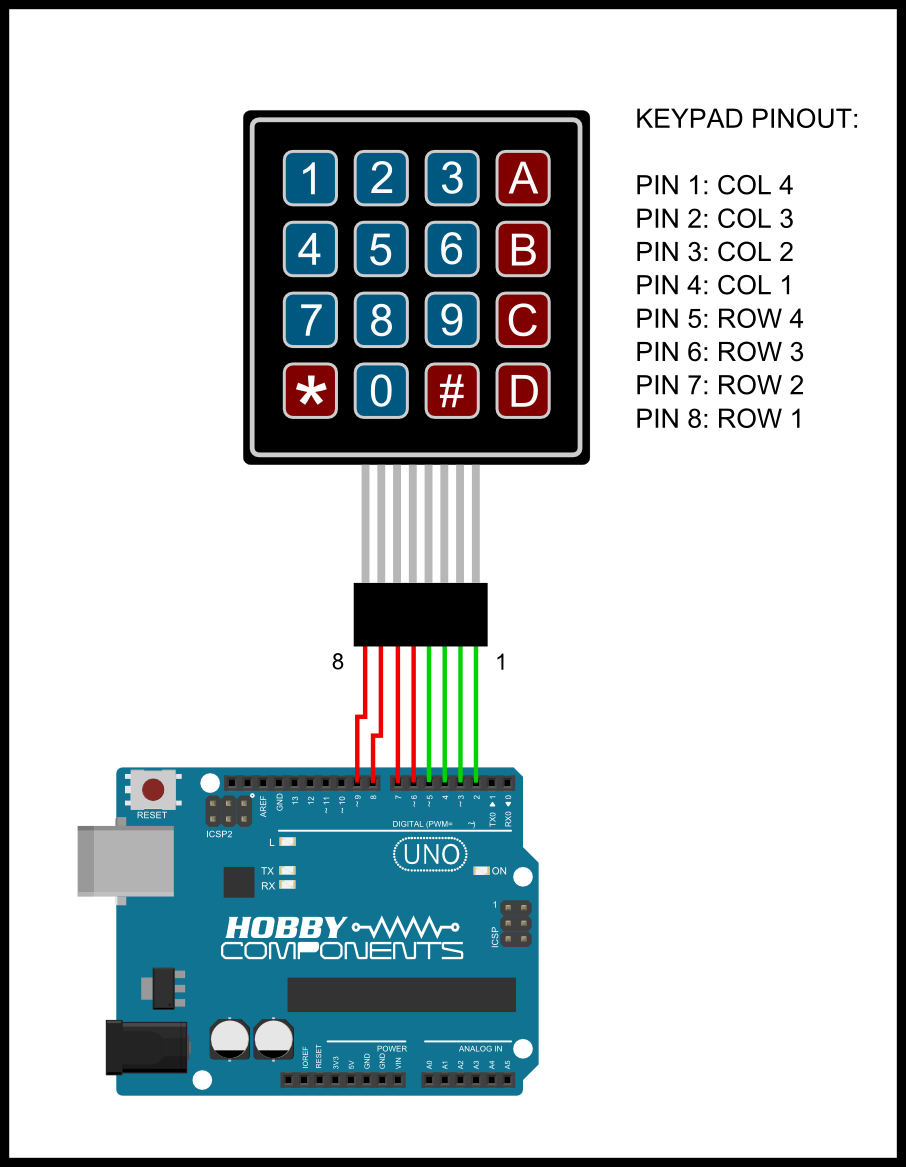 KEYPAD PINOUT:
1 2 3 A
4 5 6 B
7 8 9 C
* 0 # D
PIN 1: COL 4
PIN 2: COL 3
PIN 3: COL 2
PIN 4: COL 1
PIN 5: ROW 4
PIN 6: ROW 3
PIN 7: ROW 2
PIN 8: ROW 1
8 1
RESET
ICSP2
AREF
GND
13
12
~ 11
~ 10
~ 9
8
7
~ 6
~ 5
4
~ 3
2
TX0 ▶ 1
RX0 ◀ 0
DIGITAL (PWM= ~)
L
TX
RX
UNO
ON
1
ICSP
HOBBY
COMPONENTS
POWER
ANALOG IN
IOREF
RESET
3V3
5V
GND
GND
VIN
A0
A1
A2
A3
A4
A5